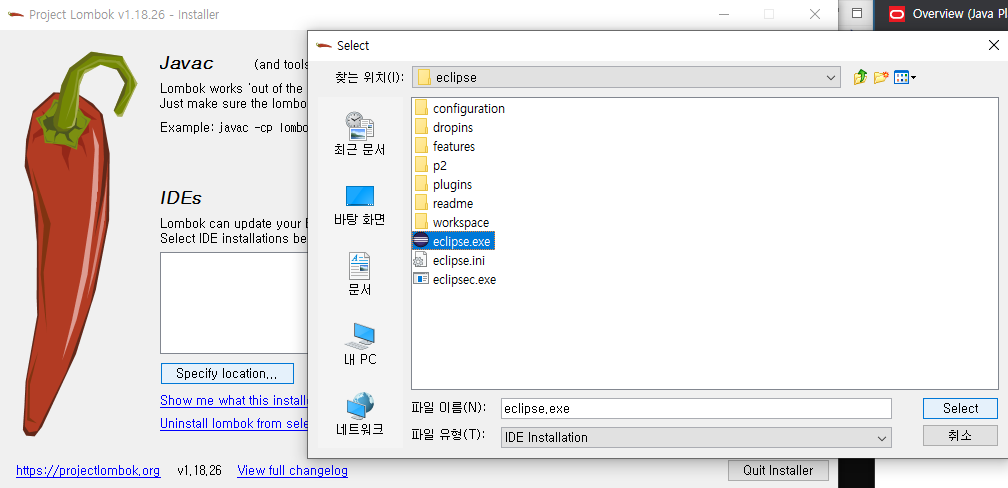 Project Lombok v1.18.26 - Installer
Overview (Java Pl
Javac (and tools
Lombok works 'out of the
Just make sure the lombo
Example: javac -cp lombo
IDEs
Lombok can update your E
Select IDE installations be
Specify location...
Show me what this installe
Uninstall lombok from sele
https://projectlombok.org v1.18.26 View full changelog
Quit Installer
Select
찾는 위치(I): eclipse
최근 문서
바탕 화면
문서
내 PC
네트워크
configuration
dropins
features
p2
plugins
readme
workspace
eclipse.exe
eclipse.ini
eclipsec.exe
파일 이름(N): eclipse.exe
Select
파일 유형(T): IDE Installation
취소